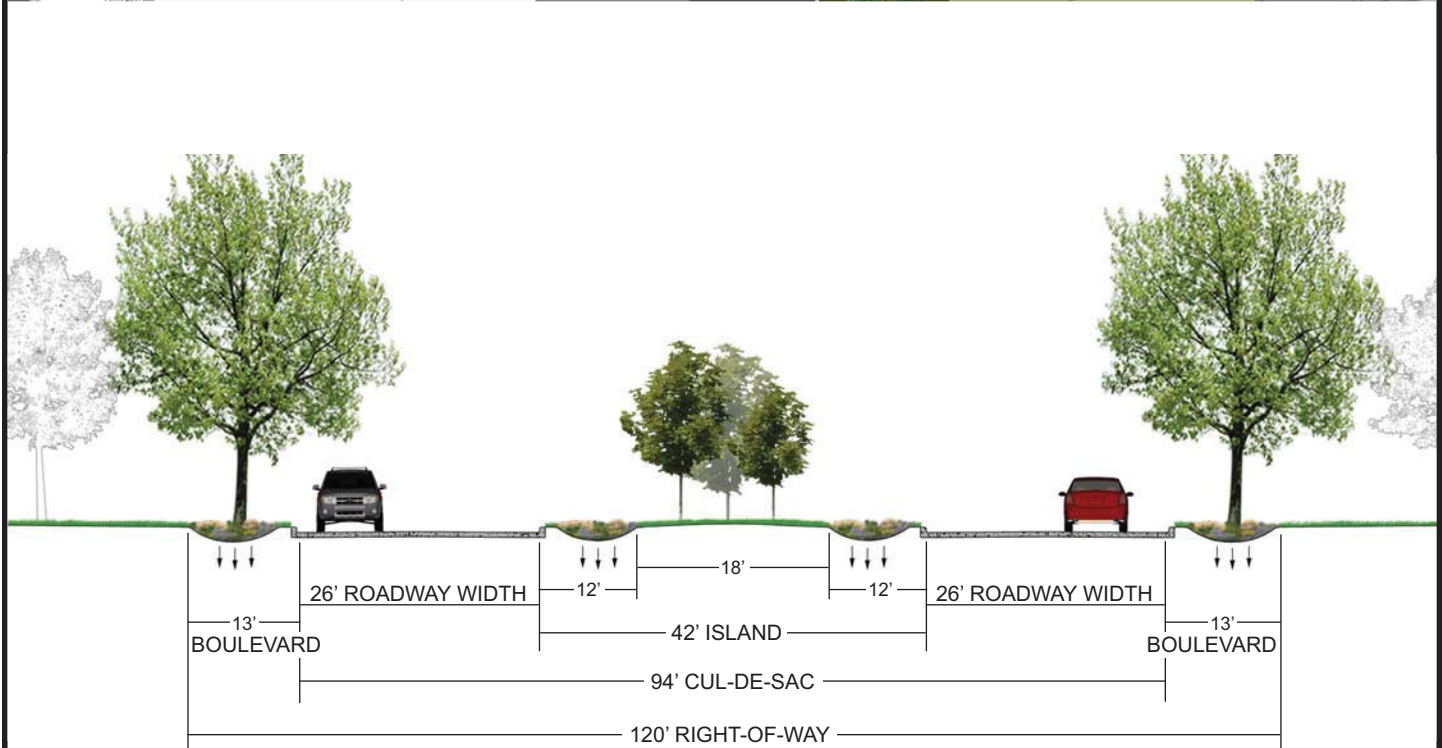 18’
26’ ROADWAY WIDTH
12’
12’
26’ ROADWAY WIDTH
13’
BOULEVARD
42’ ISLAND
13’
BOULEVARD
94’ CUL-DE-SAC
120’ RIGHT-OF-WAY